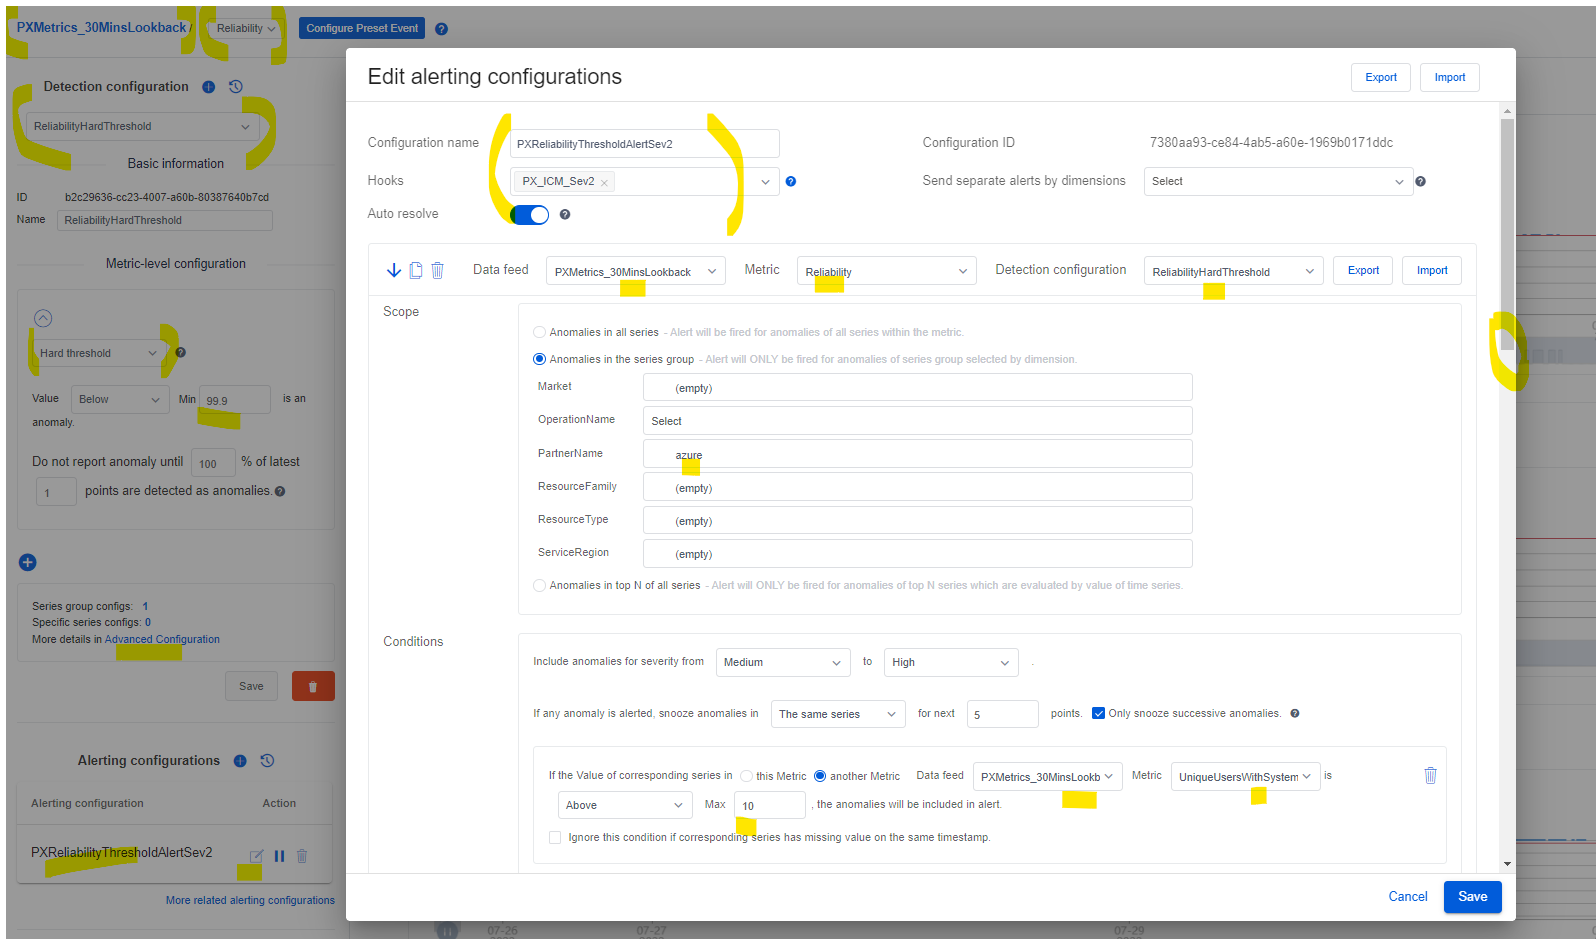 PXMetrics_30MinsLookback / Reliability Configure Preset Event ?
Detection configuration
ReliabilityHardThreshold
Basic information
ID b2c29636-cc23-4007-a60b-80387640b7cd
Name ReliabilityHardThreshold
Metric-level configuration
Hard threshold ?
Value Below Min 99.9 is an
anomaly.
Do not report anomaly until 100 % of latest
1 points are detected as anomalies. ?
Series group configs: 1
Specific series configs: 0
More details in Advanced Configuration
Save
Alerting configurations
Alerting configuration Action
PXReliabilityThresholdAlertSev2
More related alerting configurations
Edit alerting configurations
Export Import
Configuration name PXReliabilityThresholdAlertSev2 Configuration ID 7380aa93-ce84-4ab5-a60e-1969b0171ddc
Hooks PX_ICM_Sev2 × ? Send separate alerts by dimensions Select ?
Auto resolve ?
Data feed PXMetrics_30MinsLookback Metric Reliability Detection configuration ReliabilityHardThreshold Export Import
Scope
Anomalies in all series - Alert will be fired for anomalies of all series within the metric.
Anomalies in the series group - Alert will ONLY be fired for anomalies of series group selected by dimension.
Market (empty)
OperationName Select
PartnerName azure
ResourceFamily (empty)
ResourceType (empty)
ServiceRegion (empty)
Anomalies in top N of all series - Alert will ONLY be fired for anomalies of top N series which are evaluated by value of time series.
Conditions
Include anomalies for severity from Medium to High .
If any anomaly is alerted, snooze anomalies in The same series for next 5 points. Only snooze successive anomalies. ?
If the Value of corresponding series in this Metric another Metric Data feed PXMetrics_30MinsLookb Metric UniqueUsersWithSystem is
Above Max 10 , the anomalies will be included in alert.
Ignore this condition if corresponding series has missing value on the same timestamp.
Cancel Save
07-26 07-27 07-29